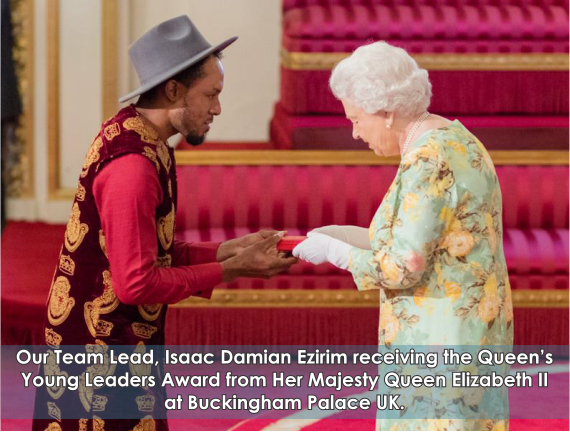 Our Team Lead, Isaac Damian Ezirim receiving the Queen's
Young Leaders Award from Her Majesty Queen Elizabeth II
at Buckingham Palace UK.